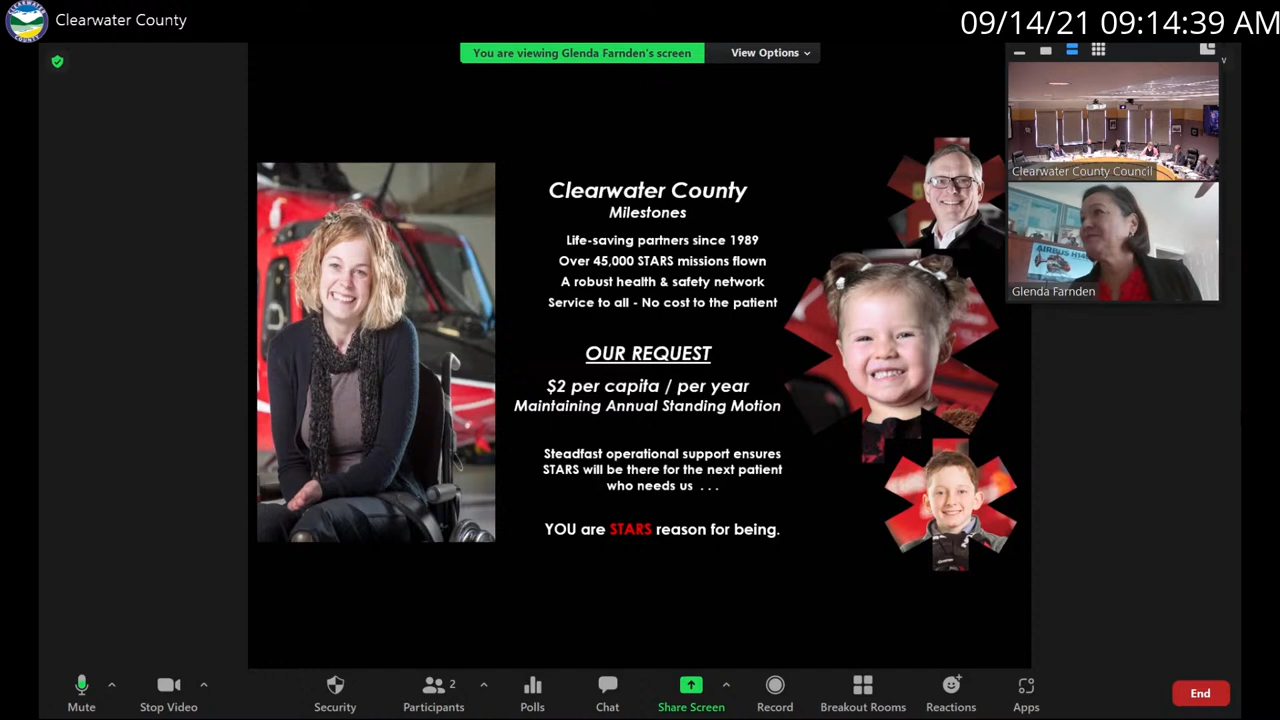 Clearwater County
09/14/21 09:14:39 AM
You are viewing Glenda Farnden's screen
View Options
Clearwater County Council
AIRBUS H145
Glenda Farnden
Clearwater County
Milestones
Life-saving partners since 1989
Over 45,000 STARS missions flown
A robust health & safety network
Service to all - No cost to the patient
OUR REQUEST
$2 per capita / per year
Maintaining Annual Standing Motion
Steadfast operational support ensures
STARS will be there for the next patient
who needs us . . .
YOU are STARS reason for being.
Mute
Stop Video
Security
Participants
2
Polls
Chat
Share Screen
Record
Breakout Rooms
Reactions
Apps
End